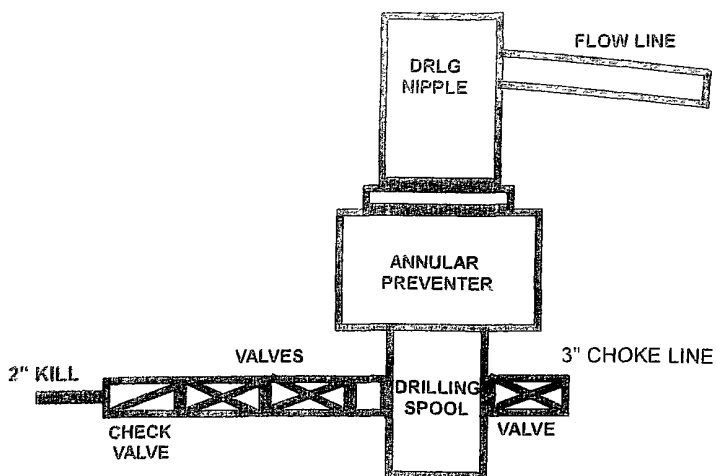 FLOW LINE
DRLG
NIPPLE
ANNULAR
PREVENTER
VALVES
3" CHOKE LINE
2" KILL
DRILLING
SPOOL
CHECK
VALVE
VALVE